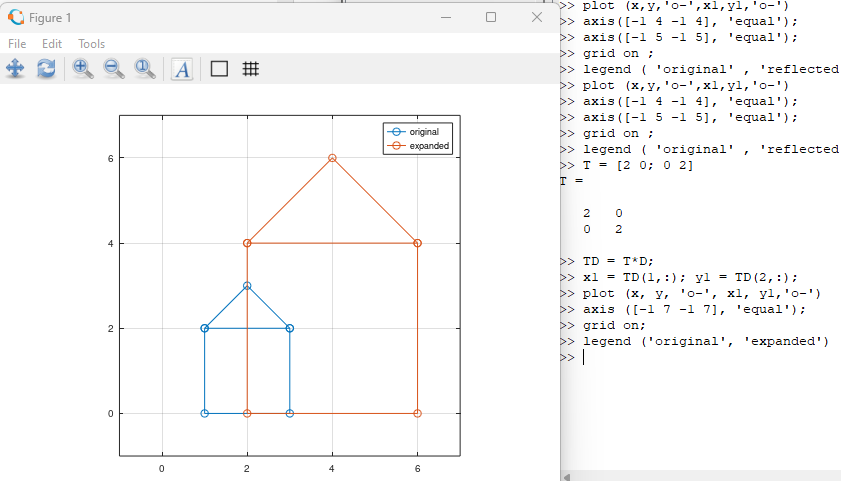 Figure 1
File Edit Tools
A
original
expanded
6
4
2
0
0 2 4 6
>> plot (x,y,'o-',x1,y1,'o-')
>> axis([-1 4 -1 4], 'equal');
>> axis([-1 5 -1 5], 'equal');
>> grid on ;
>> legend ( 'original' , 'reflected
>> plot (x,y,'o-',x1,y1,'o-')
>> axis([-1 4 -1 4], 'equal');
>> axis([-1 5 -1 5], 'equal');
>> grid on ;
>> legend ( 'original' , 'reflected
>> T = [2 0; 0 2]
T =
2 0
0 2
>> TD = T*D;
>> x1 = TD(1,:); y1 = TD(2,:);
>> plot (x, y, 'o-', x1, y1,'o-')
>> axis ([-1 7 -1 7], 'equal');
>> grid on;
>> legend ('original', 'expanded')
>>